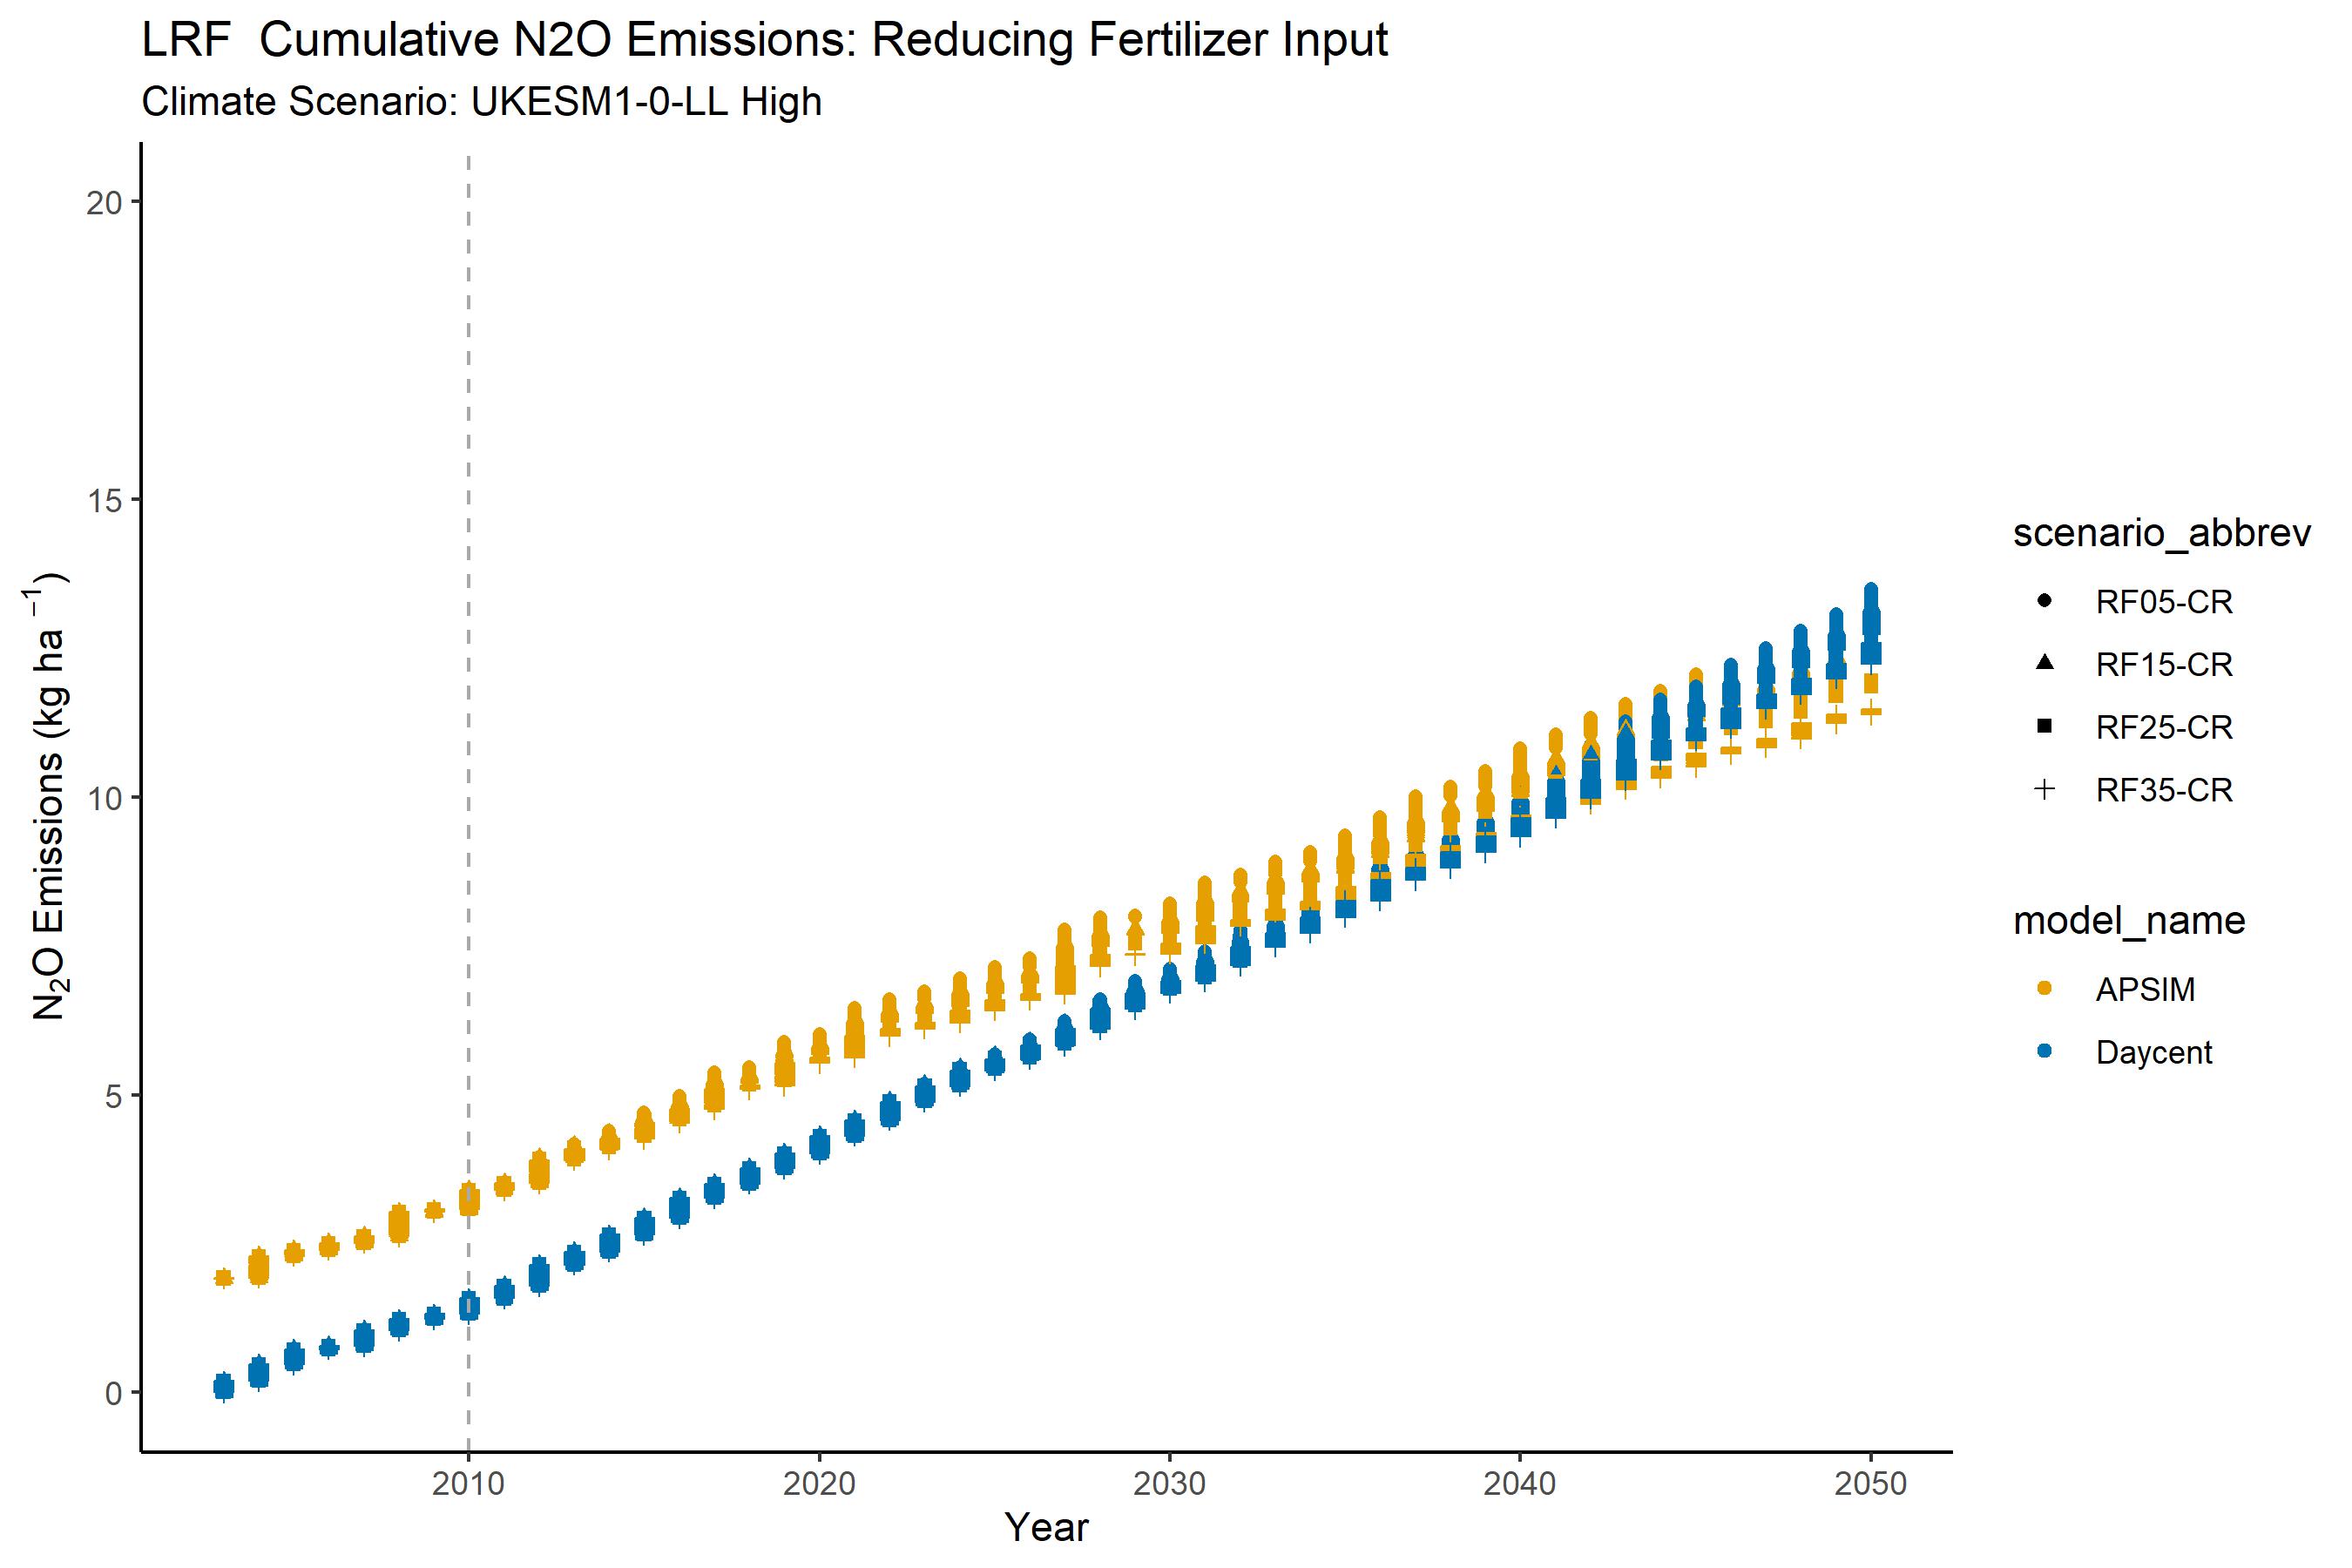 LRF  Cumulative N2O Emissions: Reducing Fertilizer Input
Climate Scenario: UKESM1-0-LL High
20
15
10
5
0
N₂O Emissions (kg ha ⁻¹)
2010
2020
2030
2040
2050
Year
scenario_abbrev
RF05-CR
RF15-CR
RF25-CR
RF35-CR
model_name
APSIM
Daycent